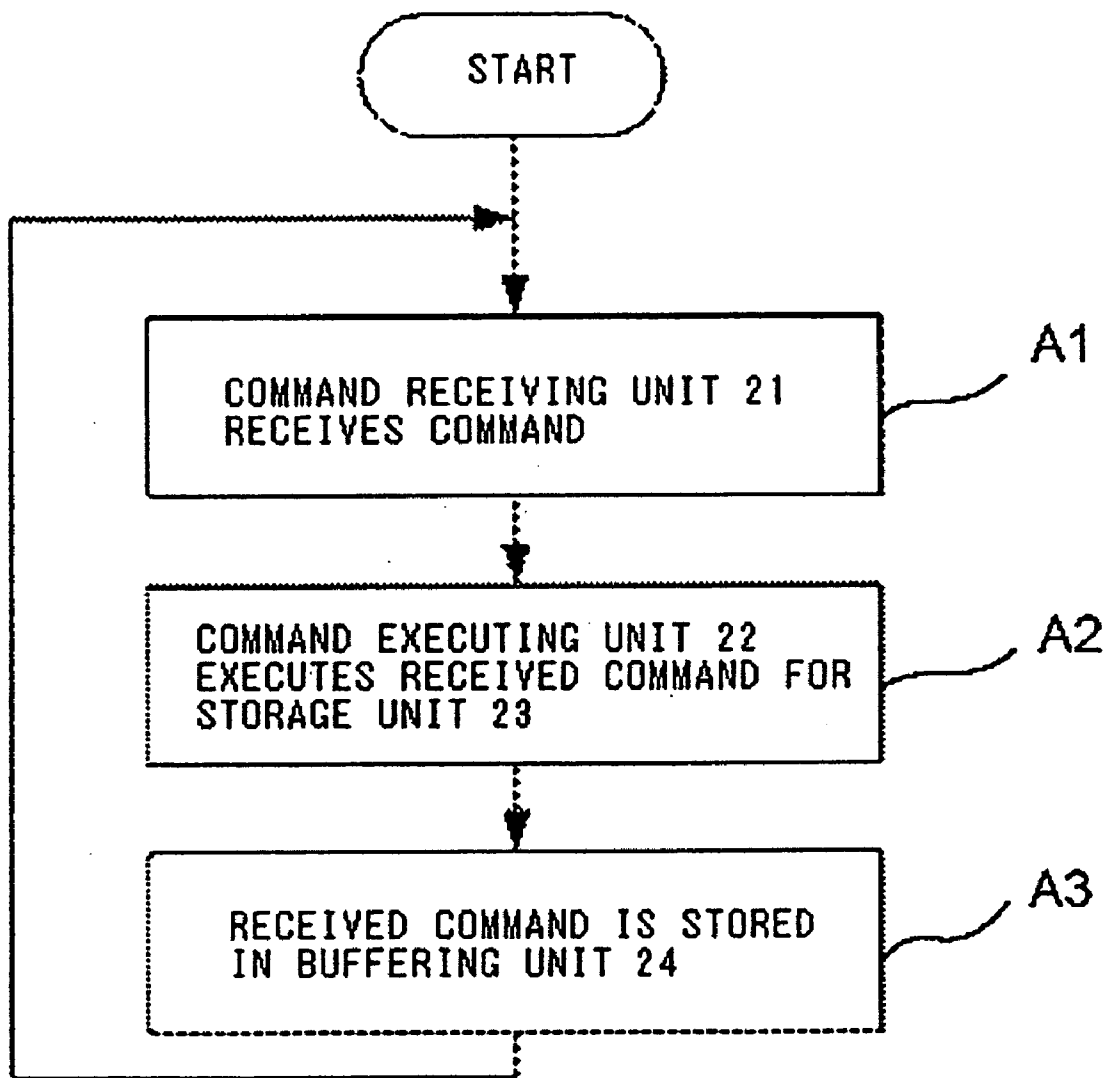 START
COMMAND RECEIVING UNIT 21
RECEIVES COMMAND
A1
COMMAND EXECUTING UNIT 22
EXECUTES RECEIVED COMMAND FOR
STORAGE UNIT 23
A2
RECEIVED COMMAND IS STORED
IN BUFFERING UNIT 24
A3